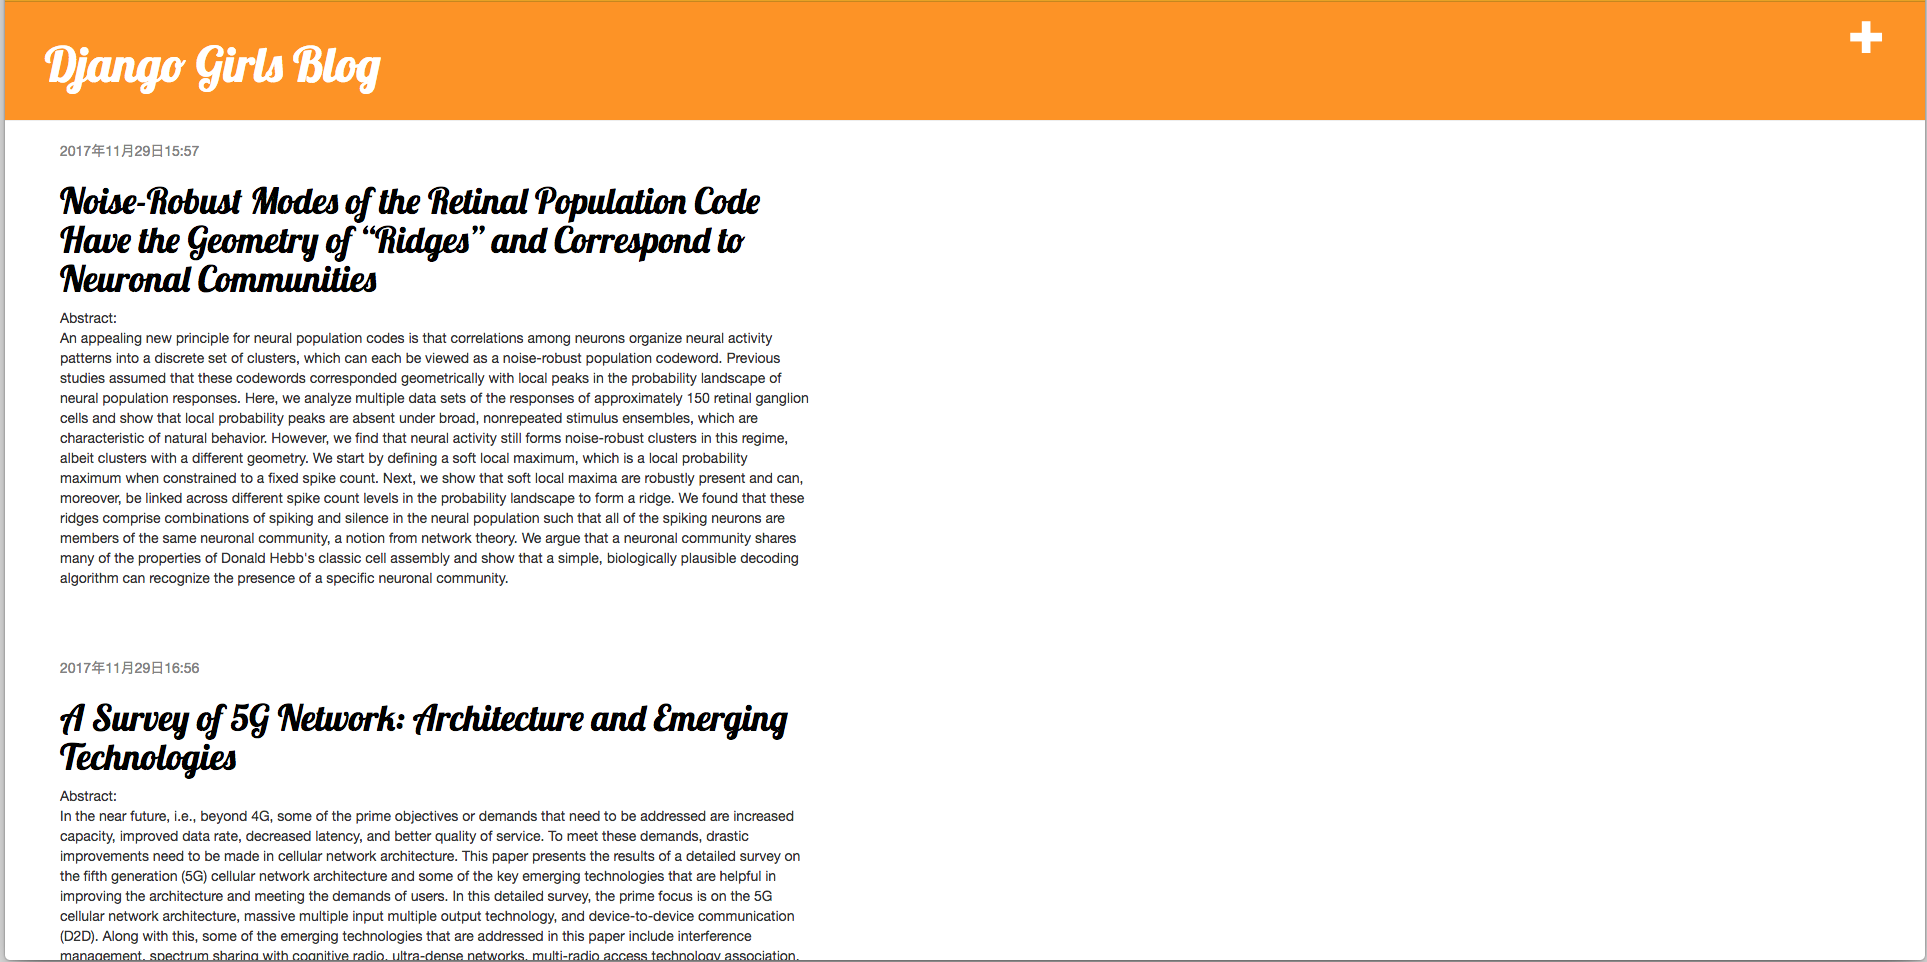 Django Girls Blog
2017年11月29日15:57
Noise-Robust Modes of the Retinal Population Code
Have the Geometry of “Ridges” and Correspond to
Neuronal Communities
Abstract:
An appealing new principle for neural population codes is that correlations among neurons organize neural activity
patterns into a discrete set of clusters, which can each be viewed as a noise-robust population codeword. Previous
studies assumed that these codewords corresponded geometrically with local peaks in the probability landscape of
neural population responses. Here, we analyze multiple data sets of the responses of approximately 150 retinal ganglion
cells and show that local probability peaks are absent under broad, nonrepeated stimulus ensembles, which are
characteristic of natural behavior. However, we find that neural activity still forms noise-robust clusters in this regime,
albeit clusters with a different geometry. We start by defining a soft local maximum, which is a local probability
maximum when constrained to a fixed spike count. Next, we show that soft local maxima are robustly present and can,
moreover, be linked across different spike count levels in the probability landscape to form a ridge. We found that these
ridges comprise combinations of spiking and silence in the neural population such that all of the spiking neurons are
members of the same neuronal community, a notion from network theory. We argue that a neuronal community shares
many of the properties of Donald Hebb's classic cell assembly and show that a simple, biologically plausible decoding
algorithm can recognize the presence of a specific neuronal community.
2017年11月29日16:56
A Survey of 5G Network: Architecture and Emerging
Technologies
Abstract:
In the near future, i.e., beyond 4G, some of the prime objectives or demands that need to be addressed are increased
capacity, improved data rate, decreased latency, and better quality of service. To meet these demands, drastic
improvements need to be made in cellular network architecture. This paper presents the results of a detailed survey on
the fifth generation (5G) cellular network architecture and some of the key emerging technologies that are helpful in
improving the architecture and meeting the demands of users. In this detailed survey, the prime focus is on the 5G
cellular network architecture, massive multiple input multiple output technology, and device-to-device communication
(D2D). Along with this, some of the emerging technologies that are addressed in this paper include interference
management, spectrum sharing with cognitive radio, ultra-dense networks, multi-radio access technology association,